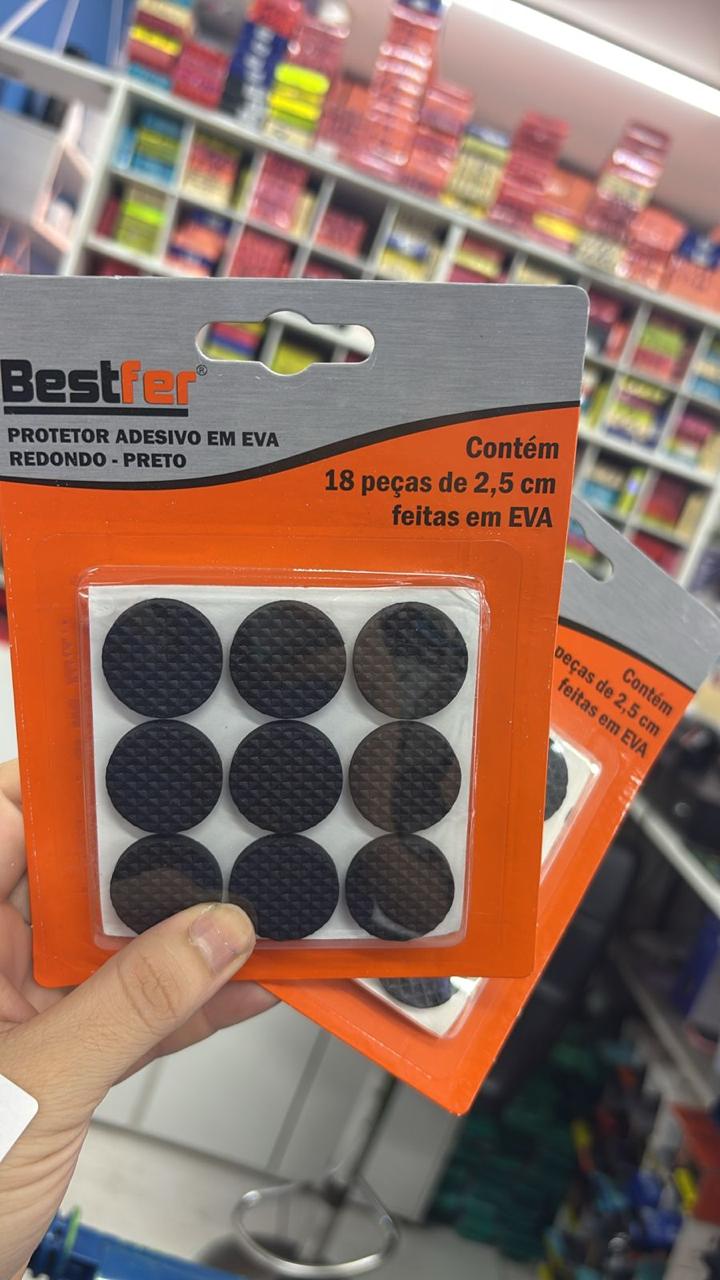 Bestfer®
PROTETOR ADESIVO EM EVA
REDONDO - PRETO
Contém
18 peças de 2,5 cm
feitas em EVA
Contém
peças de 2,5 cm
feitas em EVA